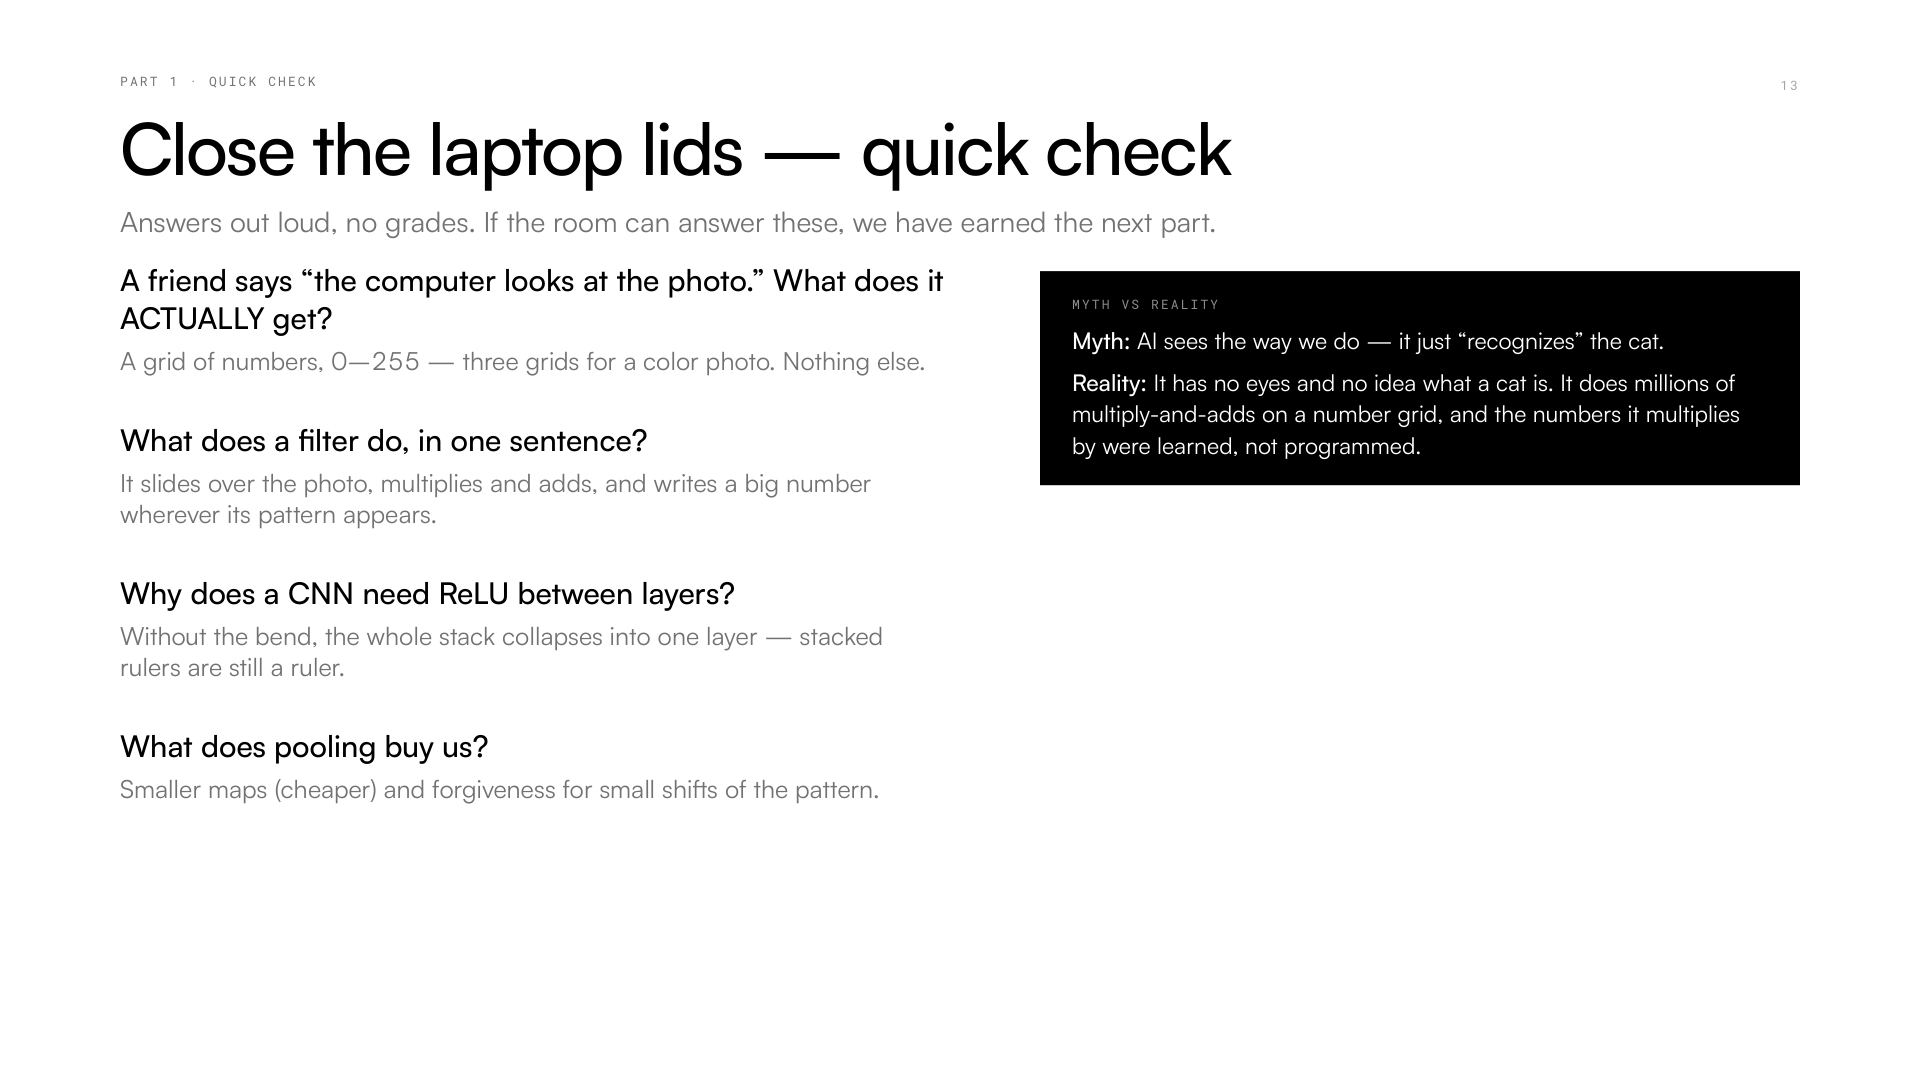 PART 1 · QUICK CHECK
13
Close the laptop lids — quick check
Answers out loud, no grades. If the room can answer these, we have earned the next part.
A friend says “the computer looks at the photo.” What does it
ACTUALLY get?
A grid of numbers, 0–255 — three grids for a color photo. Nothing else.
What does a filter do, in one sentence?
It slides over the photo, multiplies and adds, and writes a big number
wherever its pattern appears.
Why does a CNN need ReLU between layers?
Without the bend, the whole stack collapses into one layer — stacked
rulers are still a ruler.
What does pooling buy us?
Smaller maps (cheaper) and forgiveness for small shifts of the pattern.
MYTH VS REALITY
Myth: AI sees the way we do — it just “recognizes” the cat.
Reality: It has no eyes and no idea what a cat is. It does millions of
multiply-and-adds on a number grid, and the numbers it multiplies
by were learned, not programmed.